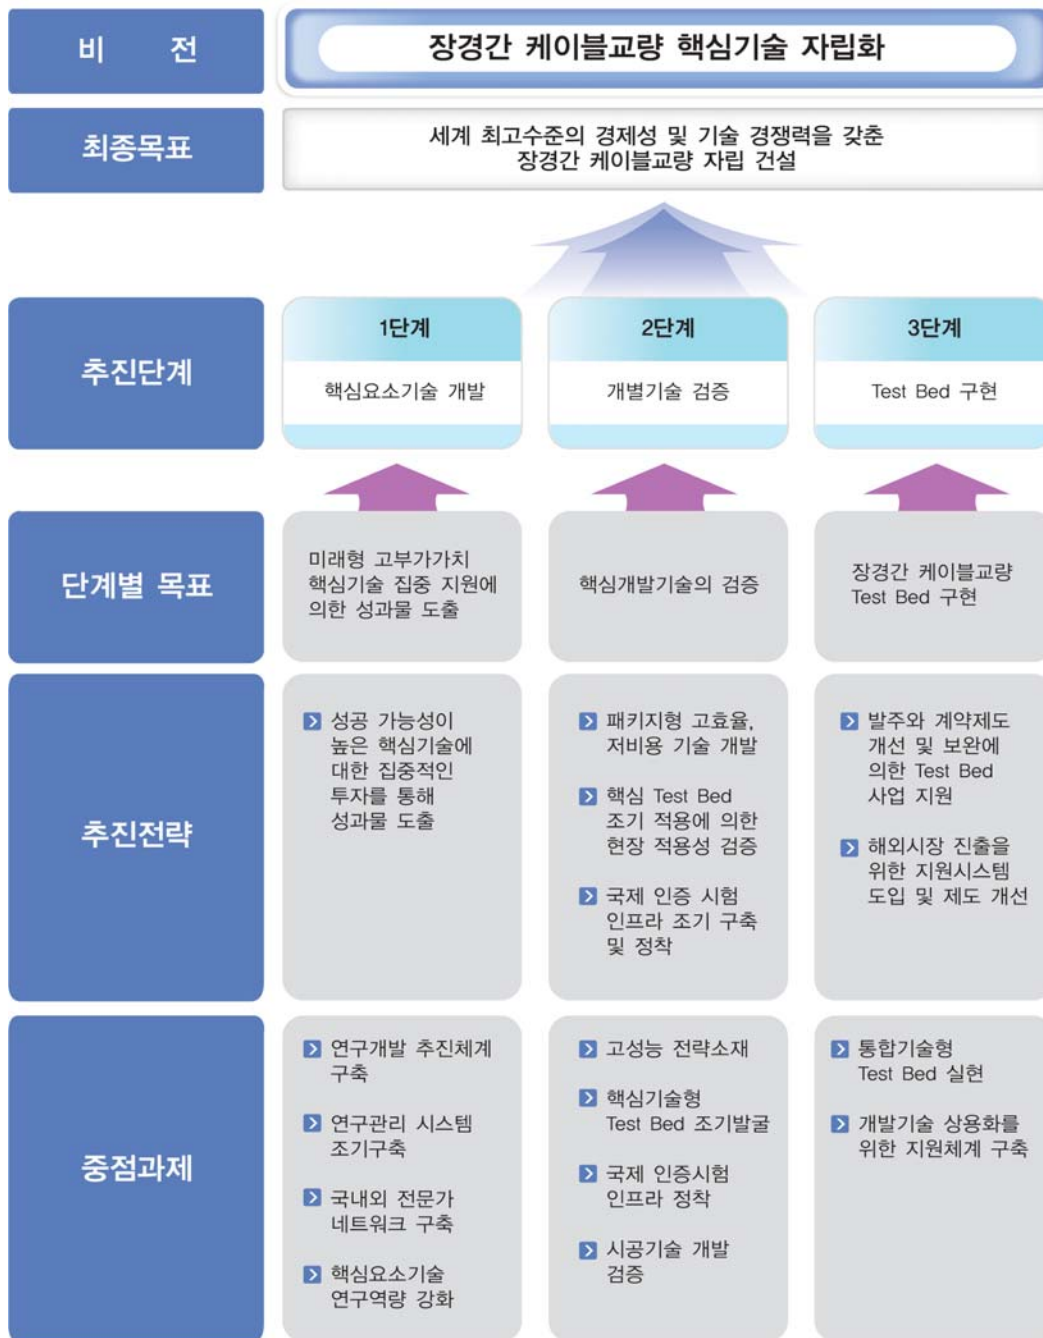 비 전
장경간 케이블교량 핵심기술 자립화
최종목표
세계 최고수준의 경제성 및 기술 경쟁력을 갖춘
장경간 케이블교량 자립 건설
추진단계
1단계
핵심요소기술 개발
2단계
개별기술 검증
3단계
Test Bed 구현
단계별 목표
미래형 고부가가치
핵심기술 집중 지원에
의한 성과물 도출
핵심개발기술의 검증
장경간 케이블교량
Test Bed 구현
추진전략
성공 가능성이
높은 핵심기술에
대한 집중적인
투자를 통해
성과물 도출
패키지형 고효율,
저비용 기술 개발
핵심 Test Bed
조기 적용에 의한
현장 적용성 검증
국제 인증 시험
인프라 조기 구축
및 정착
발주와 계약제도
개선 및 보완에
의한 Test Bed
사업 지원
해외시장 진출을
위한 지원시스템
도입 및 제도 개선
중점과제
연구개발 추진체계
구축
연구관리 시스템
조기구축
국내외 전문가
네트워크 구축
핵심요소기술
연구역량 강화
고성능 전략소재
핵심기술형
Test Bed 조기발굴
국제 인증시험
인프라 정착
시공기술 개발
검증
통합기술형
Test Bed 실현
개발기술 상용화를
위한 지원체계 구축